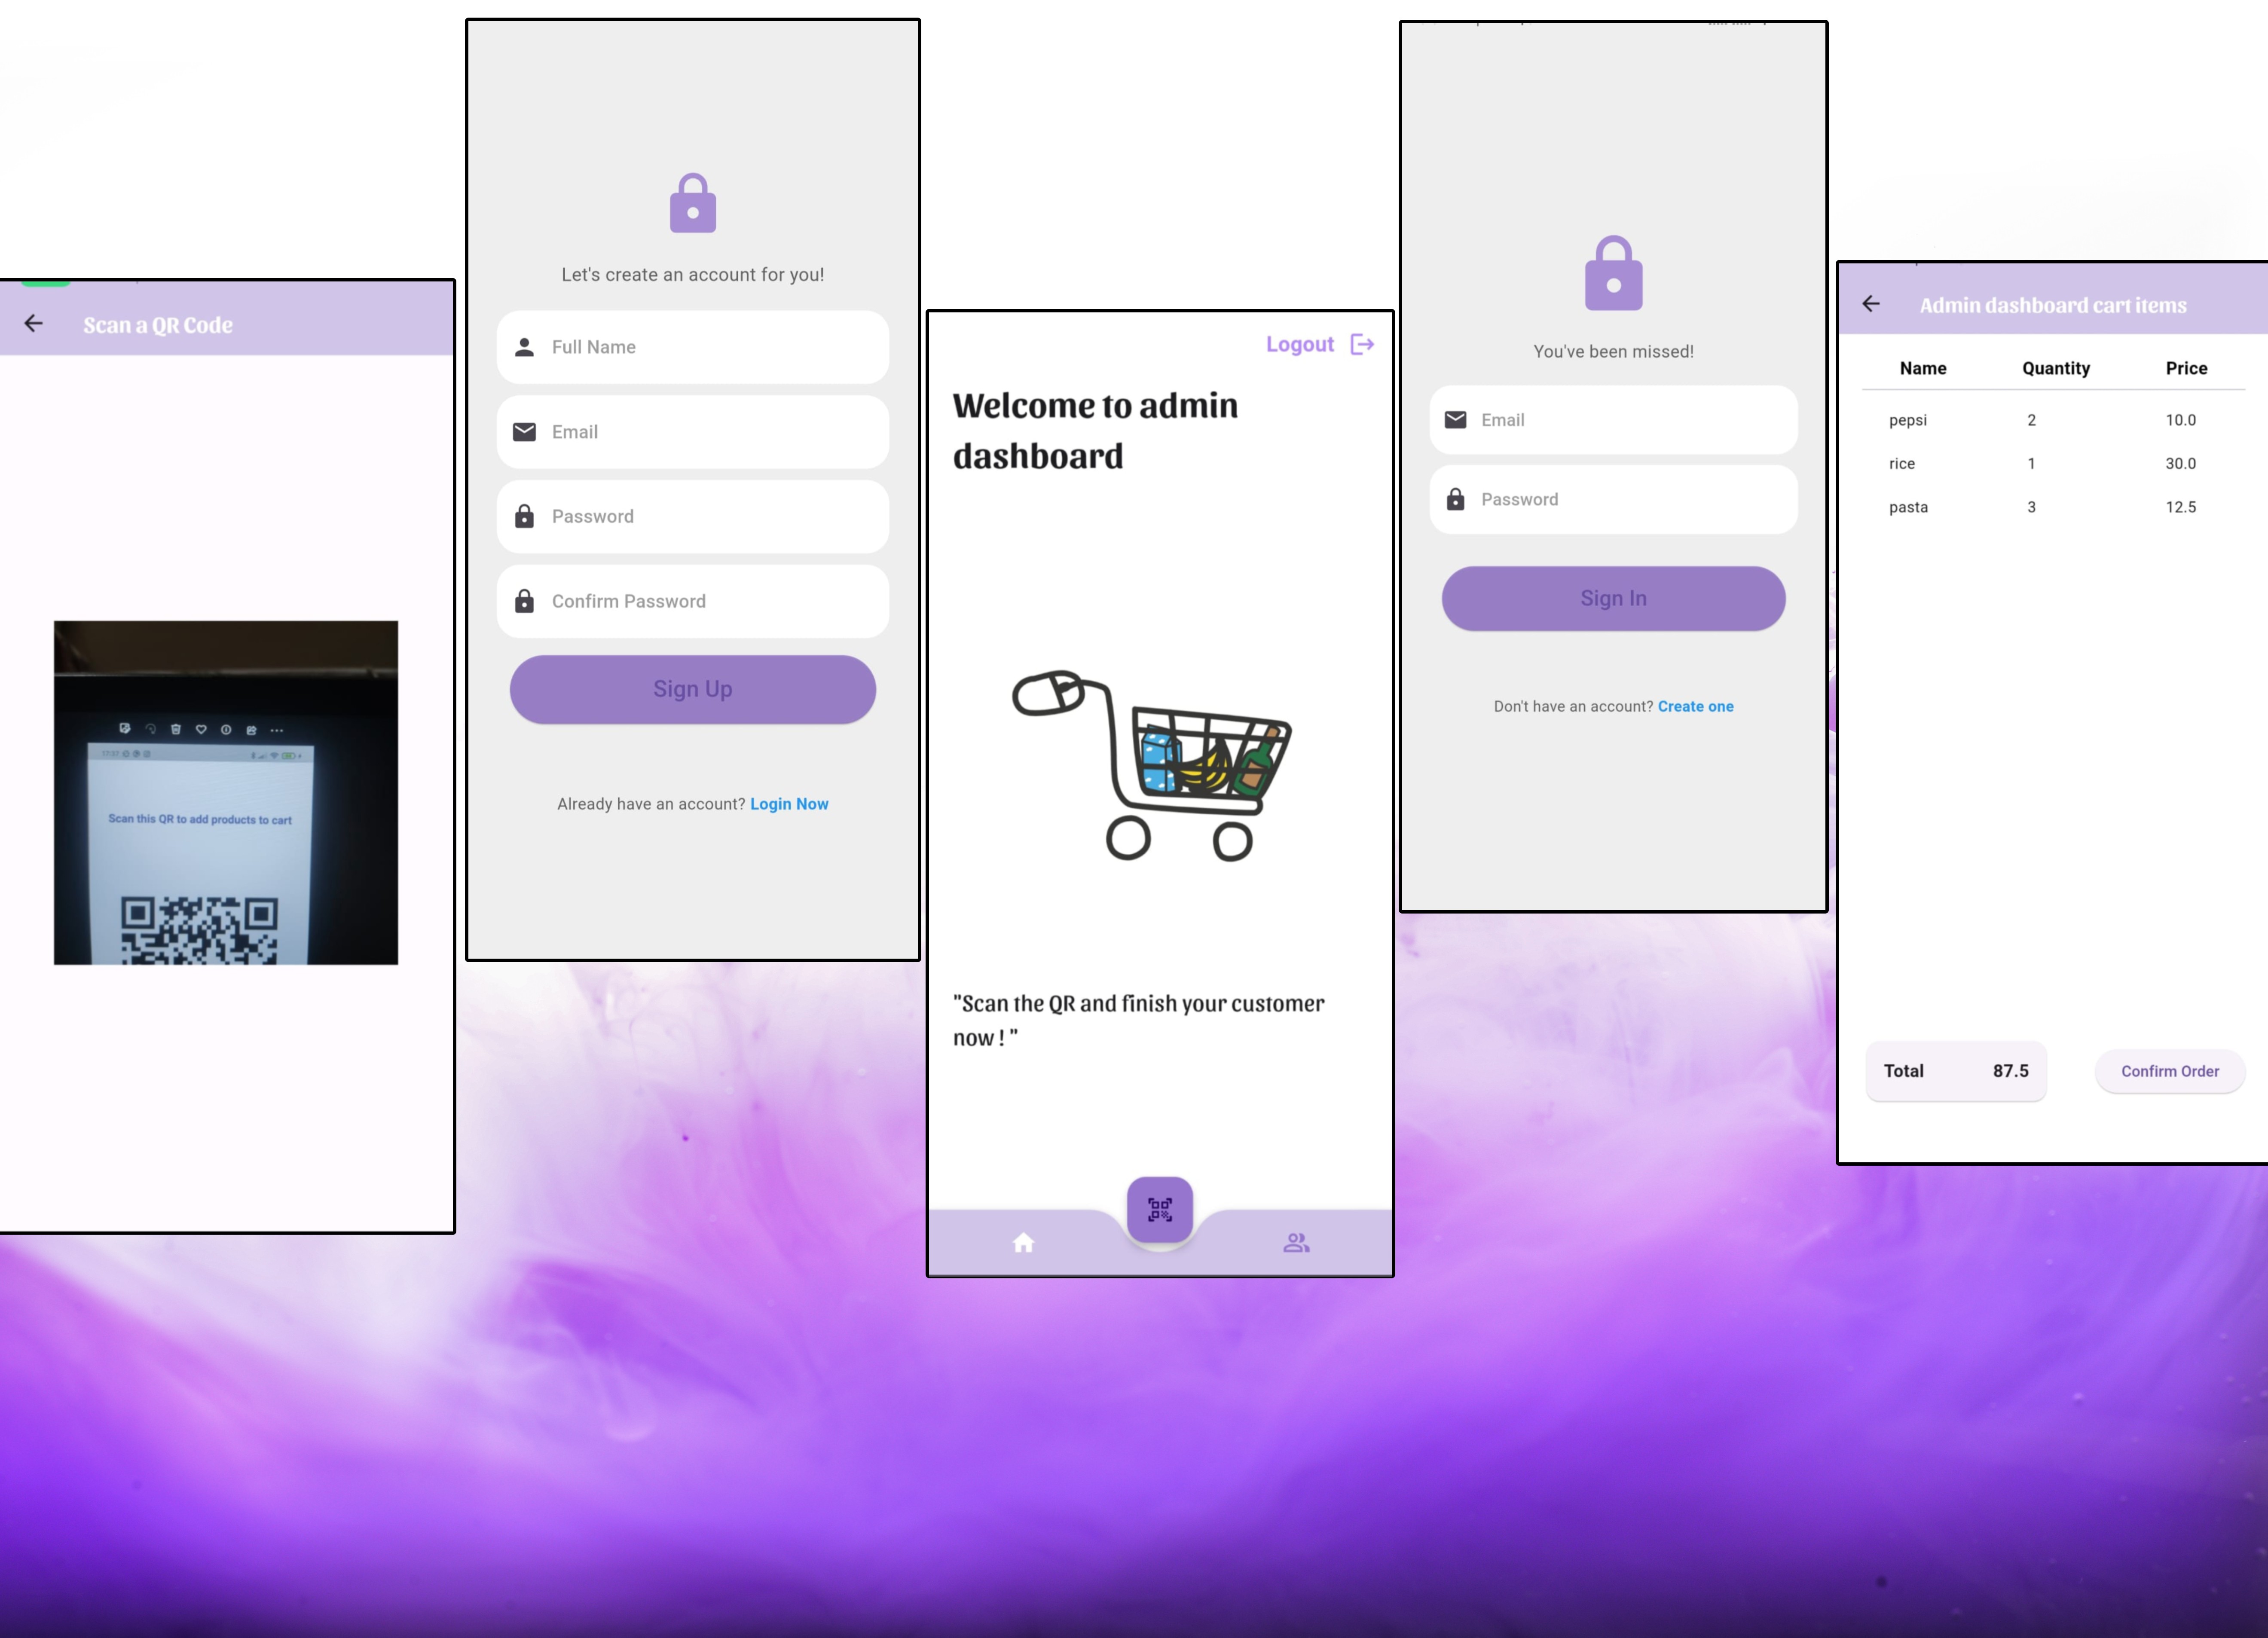 Scan a QR Code
Scan this QR to add products to cart
Let's create an account for you!
Full Name
Email
Password
Confirm Password
Sign Up
Already have an account? Login Now
Logout
Welcome to admin
dashboard
"Scan the QR and finish your customer
now ! "
You've been missed!
Email
Password
Sign In
Don't have an account? Create one
Admin dashboard cart items
Name Quantity Price
pepsi 2 10.0
rice 1 30.0
pasta 3 12.5
Total 87.5
Confirm Order